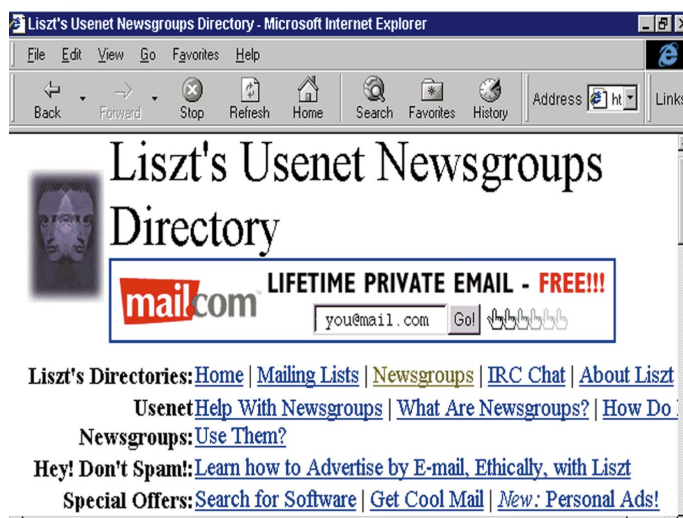 Liszt's Usenet Newsgroups Directory - Microsoft Internet Explorer
File Edit View Go Favorites Help
Back Forward Stop Refresh Home Search Favorites History Address ht Links
Liszt's Usenet Newsgroups
Directory
mail.com LIFETIME PRIVATE EMAIL - FREE!!!
you@mail.com Go!
Liszt's Directories: Home | Mailing Lists | Newsgroups | IRC Chat | About Liszt
Usenet Help With Newsgroups | What Are Newsgroups? | How Do
Newsgroups: Use Them?
Hey! Don't Spam!: Learn how to Advertise by E-mail, Ethically, with Liszt
Special Offers: Search for Software | Get Cool Mail | New: Personal Ads!